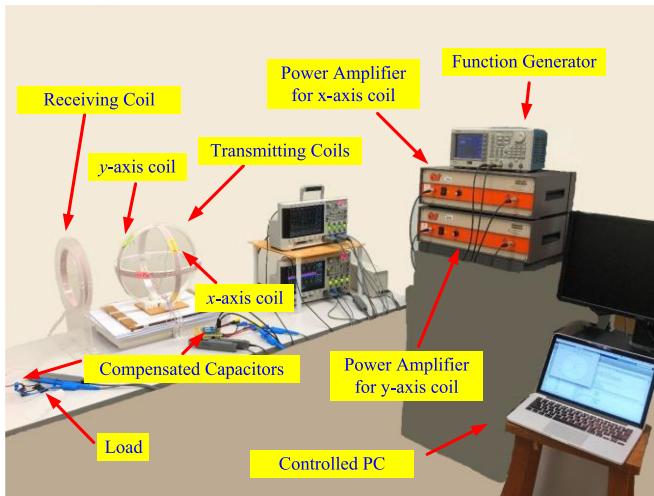 Function Generator
Power Amplifier
for x-axis coil
Receiving Coil
y-axis coil
Transmitting Coils
x-axis coil
Compensated Capacitors
Power Amplifier
for y-axis coil
Load
Controlled PC